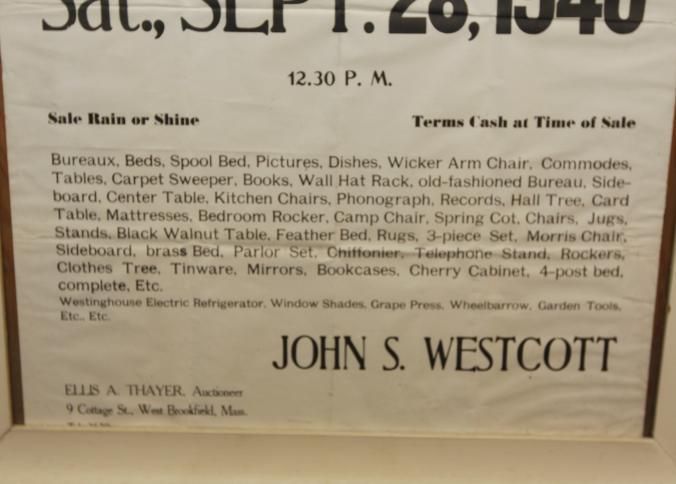 Sat., SEPT. 28, 1940
12.30 P. M.
Sale Rain or Shine
Terms Cash at Time of Sale
Bureaux, Beds, Spool Bed, Pictures, Dishes, Wicker Arm Chair, Commodes,
Tables, Carpet Sweeper, Books, Wall Hat Rack, old-fashioned Bureau, Side-
board, Center Table, Kitchen Chairs, Phonograph, Records, Hall Tree, Card
Table, Mattresses, Bedroom Rocker, Camp Chair, Spring Cot, Chairs, Jugs,
Stands, Black Walnut Table, Feather Bed, Rugs, 3-piece Set, Morris Chair,
Sideboard, brass Bed, Parlor Set, Chiffonier, Telephone Stand, Rockers,
Clothes Tree, Tinware, Mirrors, Bookcases, Cherry Cabinet, 4-post bed,
complete, Etc.
Westinghouse Electric Refrigerator, Window Shades, Grape Press, Wheelbarrow, Garden Tools,
Etc., Etc.
JOHN S. WESTCOTT
ELLIS A. THAYER, Auctioneer
9 Cottage St., West Brookfield, Mass.